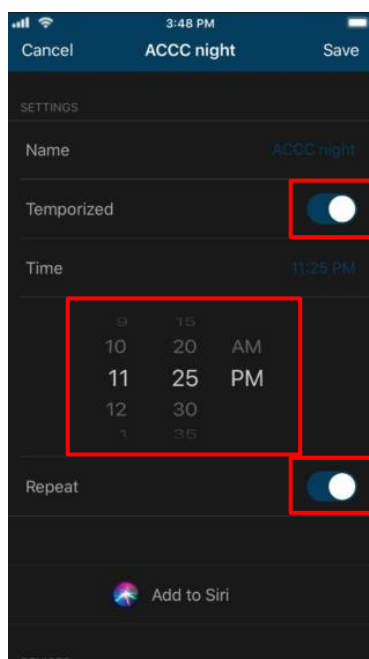 3:48 PM
Cancel ACCC night Save
SETTINGS
Name ACCC night
Temporized
Time 11:25 PM
9 15
10 20 AM
11 25 PM
12 30
1 35
Repeat
Add to Siri